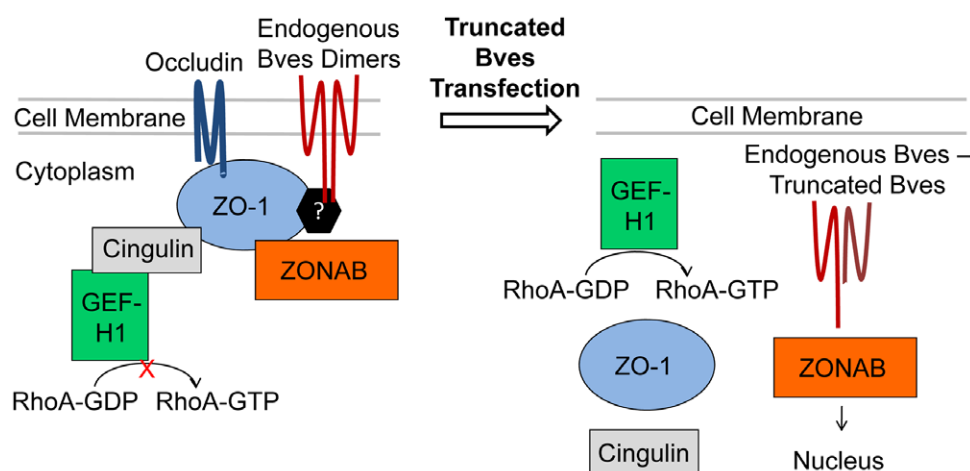 Endogenous
Bves Dimers
Occludin
Cell Membrane
Cytoplasm
ZO-1
?
Cingulin
ZONAB
GEF-
H1
X
RhoA-GDP
RhoA-GTP
Truncated
Bves
Transfection
Cell Membrane
Endogenous Bves –
Truncated Bves
GEF-
H1
RhoA-GDP
RhoA-GTP
ZO-1
ZONAB
Cingulin
Nucleus